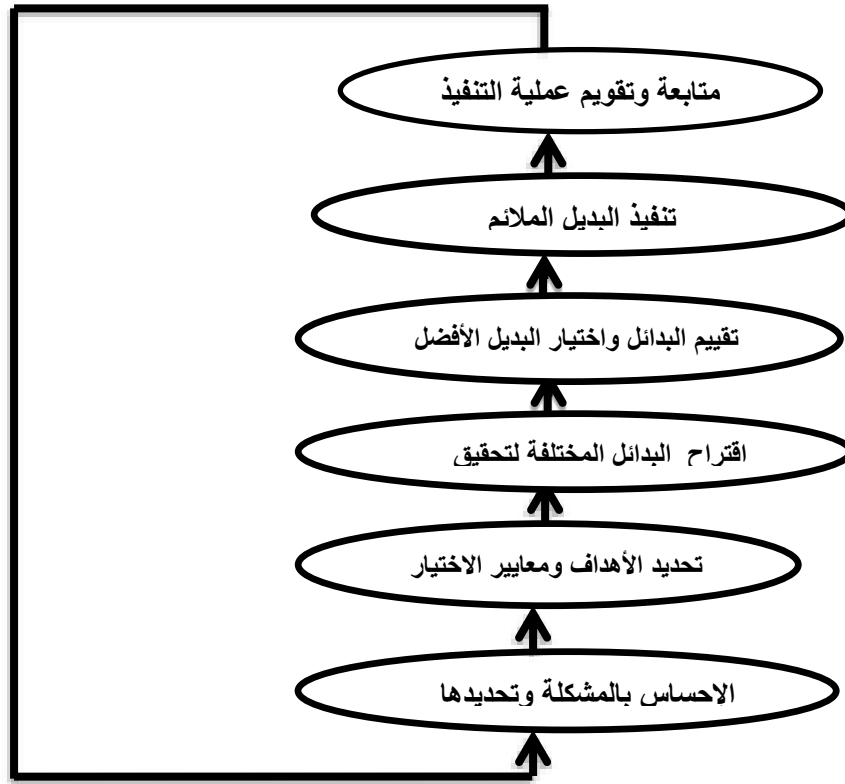 متابعة وتقويم عملية التنفيذ
تنفيذ البديل الملائم
تقييم البدائل واختيار البديل الأفضل
اقتراح البدائل المختلفة لتحقيق
تحديد الأهداف ومعايير الاختيار
الإحساس بالمشكلة وتحديدها